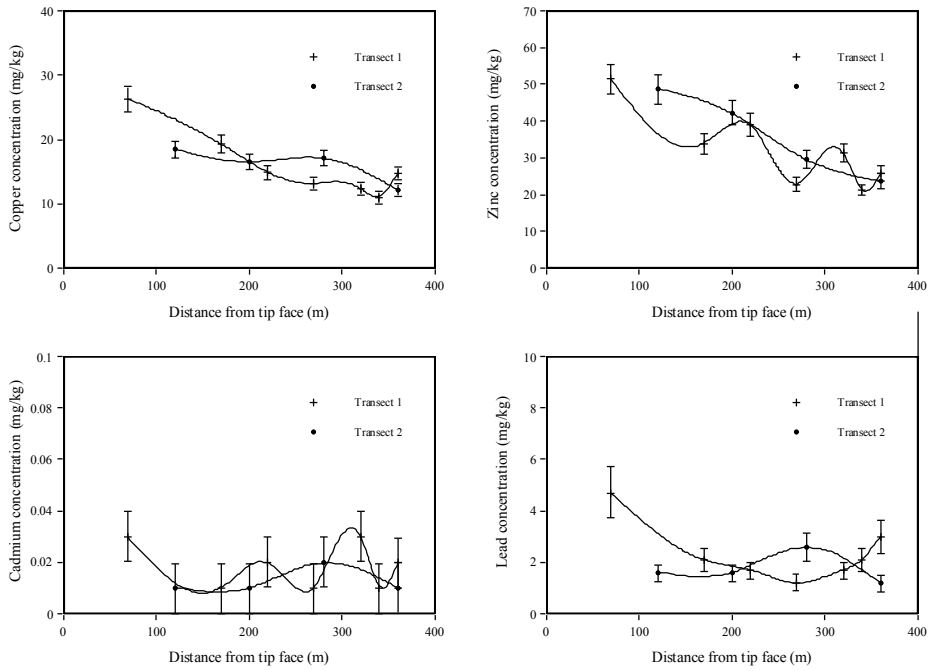 Copper concentration (mg/kg)
40
30
20
10
0
Transect 1
Transect 2
0 100 200 300 400
Distance from tip face (m)
Zinc concentration (mg/kg)
70
60
50
40
30
20
10
0
Transect 1
Transect 2
0 100 200 300 400
Distance from tip face (m)
Cadmium concentration (mg/kg)
0.1
0.08
0.06
0.04
0.02
0
Transect 1
Transect 2
0 100 200 300 400
Distance from tip face (m)
Lead concentration (mg/kg)
10
8
6
4
2
0
Transect 1
Transect 2
0 100 200 300 400
Distance from tip face (m)